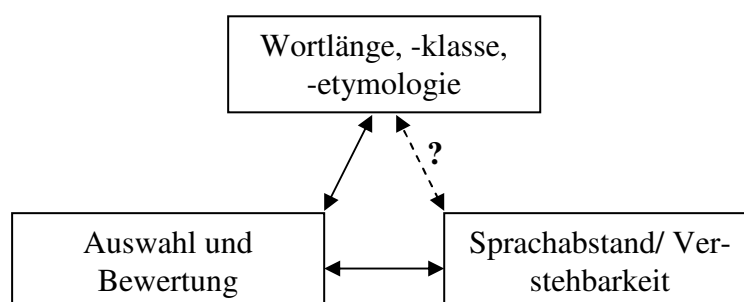 Wortlänge, -klasse,
-etymologie
?
Auswahl und
Bewertung
Sprachabstand/ Ver-
stehbarkeit